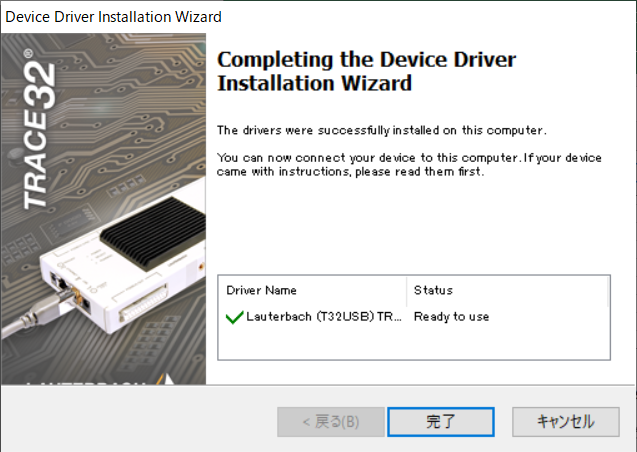 Device Driver Installation Wizard
TRACE32®
Completing the Device Driver
Installation Wizard
The drivers were successfully installed on this computer.
You can now connect your device to this computer. If your device
came with instructions, please read them first.
Driver Name Status
Lauterbach (T32USB) TR... Ready to use
LAUTERBACH
< 戻る(B) 完了 キャンセル